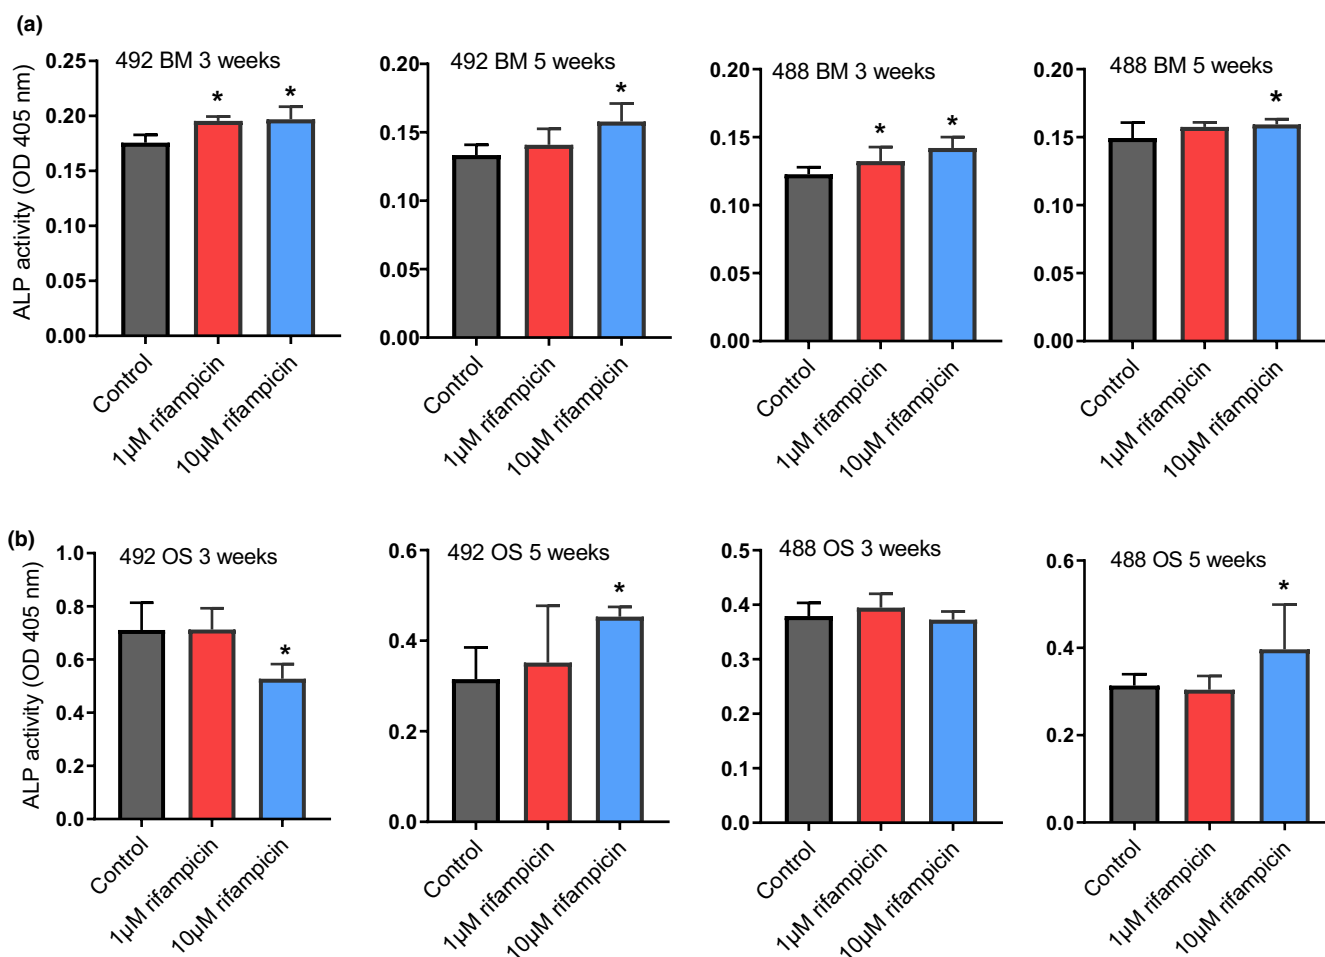 (a)
ALP activity (OD 405 nm)
492 BM 3 weeks
0.25
0.20
0.15
0.10
0.05
0.00
* *
Control
1µM rifampicin
10µM rifampicin
492 BM 5 weeks
0.20
0.15
0.10
0.05
0.00
*
Control
1µM rifampicin
10µM rifampicin
488 BM 3 weeks
0.20
0.15
0.10
0.05
0.00
* *
Control
1µM rifampicin
10µM rifampicin
488 BM 5 weeks
0.20
0.15
0.10
0.05
0.00
*
Control
1µM rifampicin
10µM rifampicin
(b)
ALP activity (OD 405 nm)
492 OS 3 weeks
1.0
0.8
0.6
0.4
0.2
0.0
*
Control
1µM rifampicin
10µM rifampicin
492 OS 5 weeks
0.6
0.4
0.2
0.0
*
Control
1µM rifampicin
10µM rifampicin
488 OS 3 weeks
0.5
0.4
0.3
0.2
0.1
0.0
Control
1µM rifampicin
10µM rifampicin
488 OS 5 weeks
0.6
0.4
0.2
0.0
*
Control
1µM rifampicin
10µM rifampicin